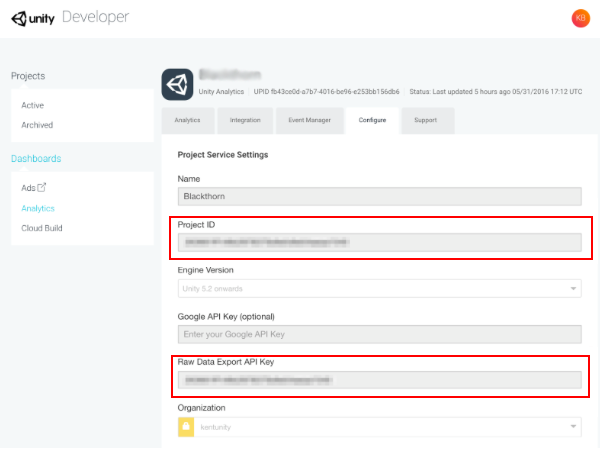 unity Developer
KB
Projects
Active
Archived
Dashboards
Ads
Analytics
Cloud Build
Unity Analytics UPID fb43ce0d-a7b7-4016-be96-e253bb156db6 Status: Last updated 5 hours ago 05/31/2016 17:12 UTC
Analytics Integration Event Manager Configure Support
Project Service Settings
Name
Blackthorn
Project ID
Engine Version
Unity 5.2 onwards
Google API Key (optional)
Enter your Google API Key
Raw Data Export API Key
Organization
kentunity